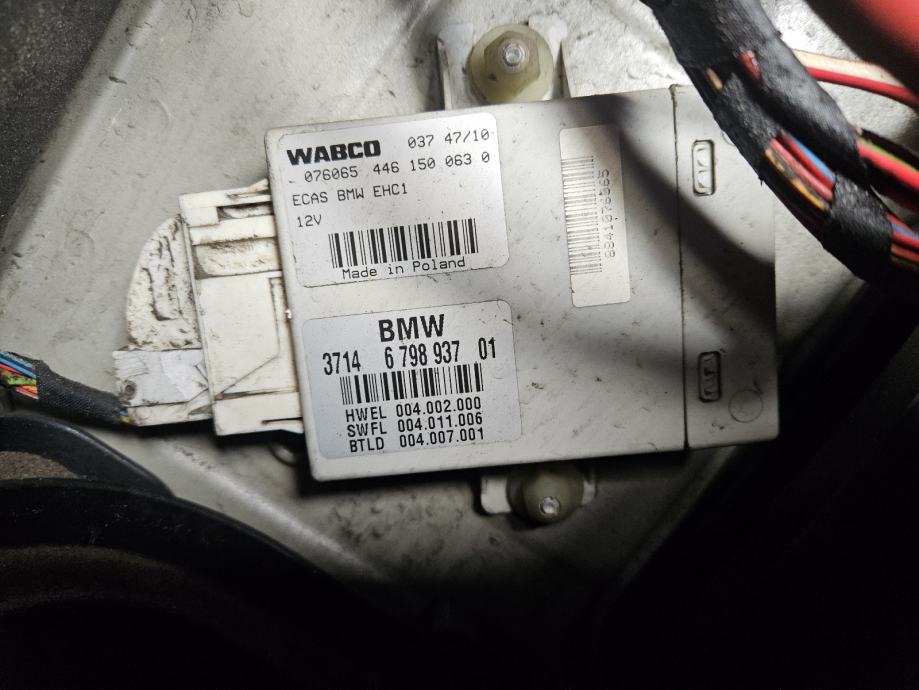 WABCO 037 47/10
076065 446 150 063 0
ECAS BMW EHC1
12V
Made in Poland
8841076065
BMW
3714 6 798 937 01
HWEL 004.002.000
SWFL 004.011.006
BTLD 004.007.001